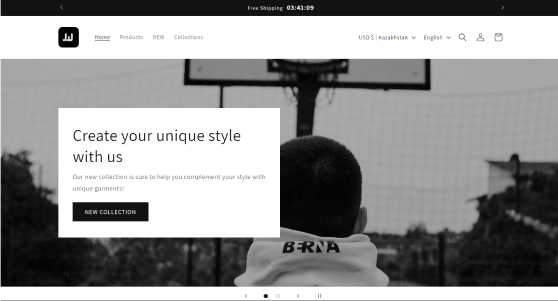 Free Shipping 03:41:09
Home Products NEW Collections USD $ | Kazakhstan English
Create your unique style
with us
Our new collection is sure to help you complement your style with
unique garments!
NEW COLLECTION
BERNA